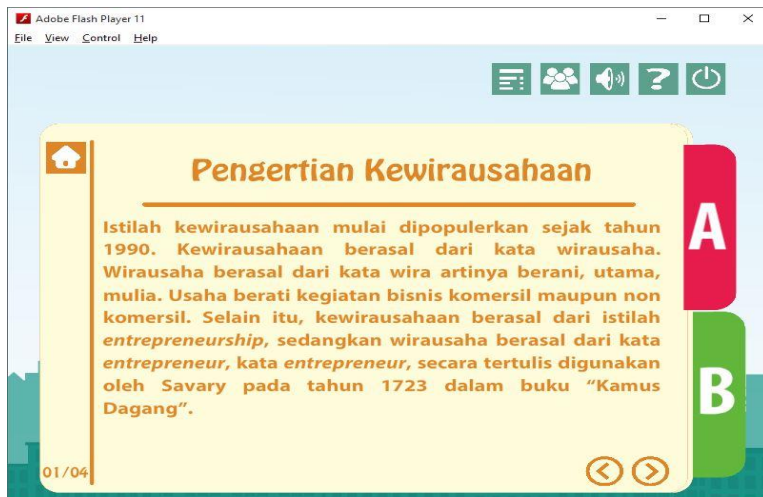 Adobe Flash Player 11
File View Control Help
Pengertian Kewirausahaan
Istilah kewirausahaan mulai dipopulerkan sejak tahun
1990. Kewirausahaan berasal dari kata wirausaha.
Wirausaha berasal dari kata wira artinya berani, utama,
mulia. Usaha berati kegiatan bisnis komersil maupun non
komersil. Selain itu, kewirausahaan berasal dari istilah
entrepreneurship, sedangkan wirausaha berasal dari kata
entrepreneur, kata entrepreneur, secara tertulis digunakan
oleh Savary pada tahun 1723 dalam buku “Kamus
Dagang”.
A
B
01/04